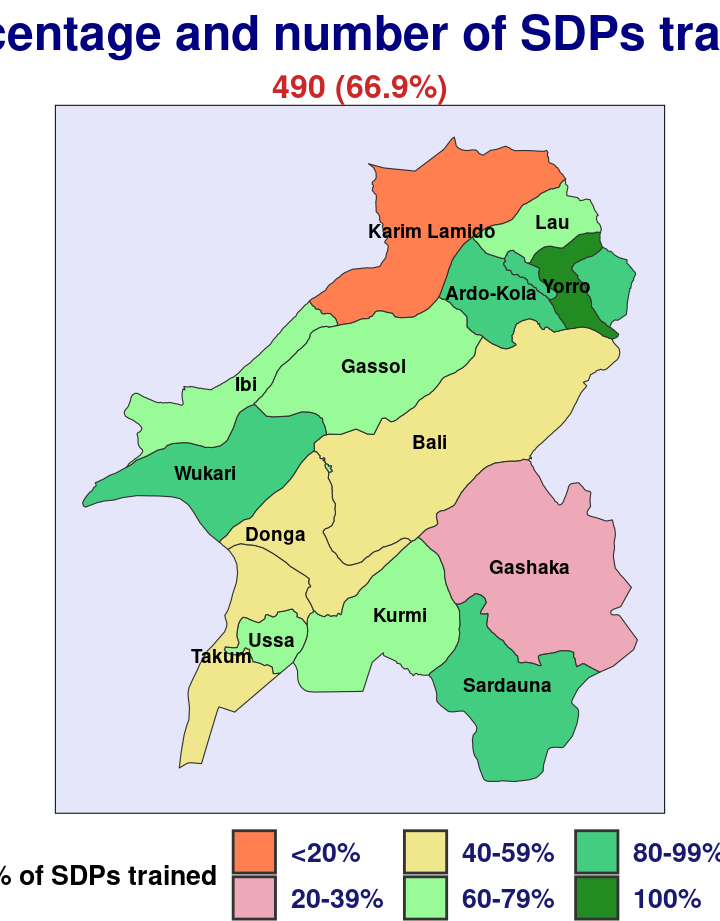 centage and number of SDPs tra
490 (66.9%)
Karim Lamido
Lau
Ardo-Kola
Yorro
Gassol
Ibi
Bali
Wukari
Donga
Gashaka
Kurmi
Ussa
Takum
Sardauna
% of SDPs trained
<20%
40-59%
80-99%
20-39%
60-79%
100%